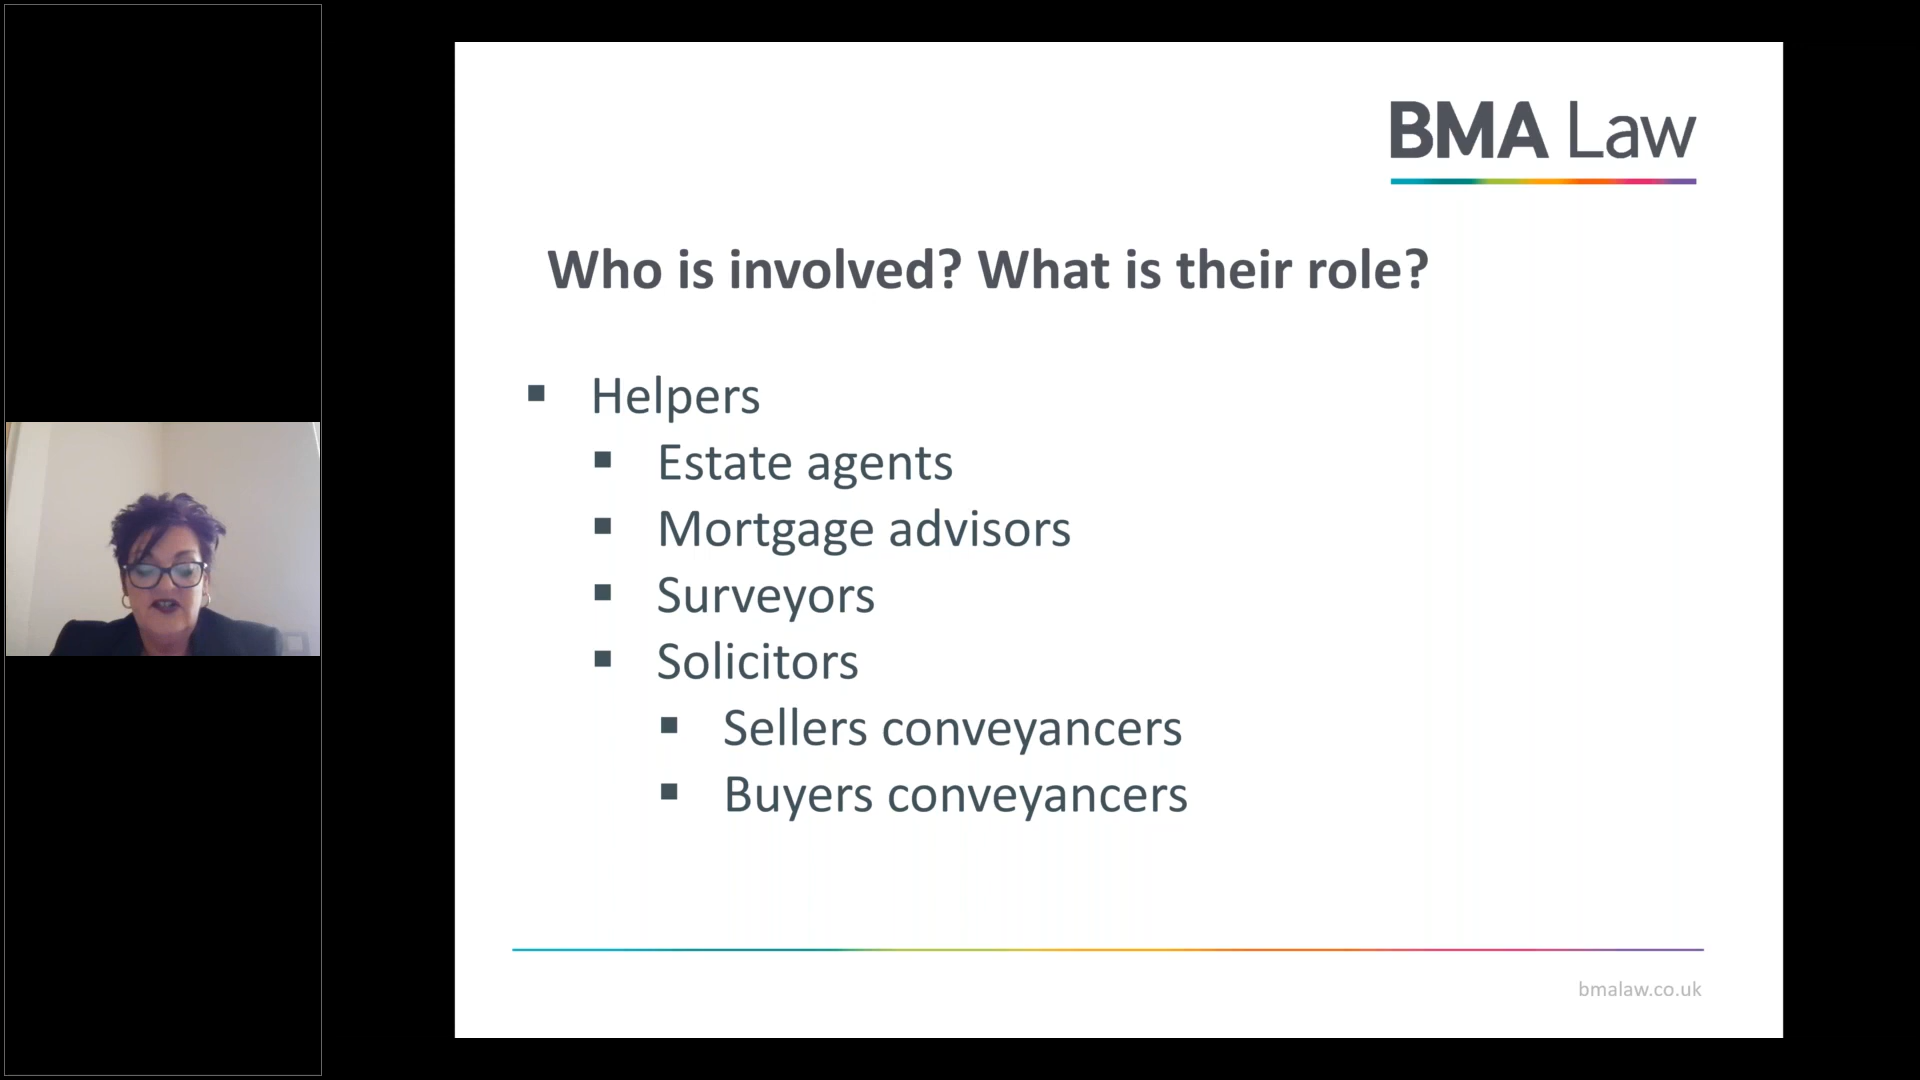 BMA Law
Who is involved? What is their role?
Helpers
Estate agents
Mortgage advisors
Surveyors
Solicitors
Sellers conveyancers
Buyers conveyancers
bmalaw.co.uk